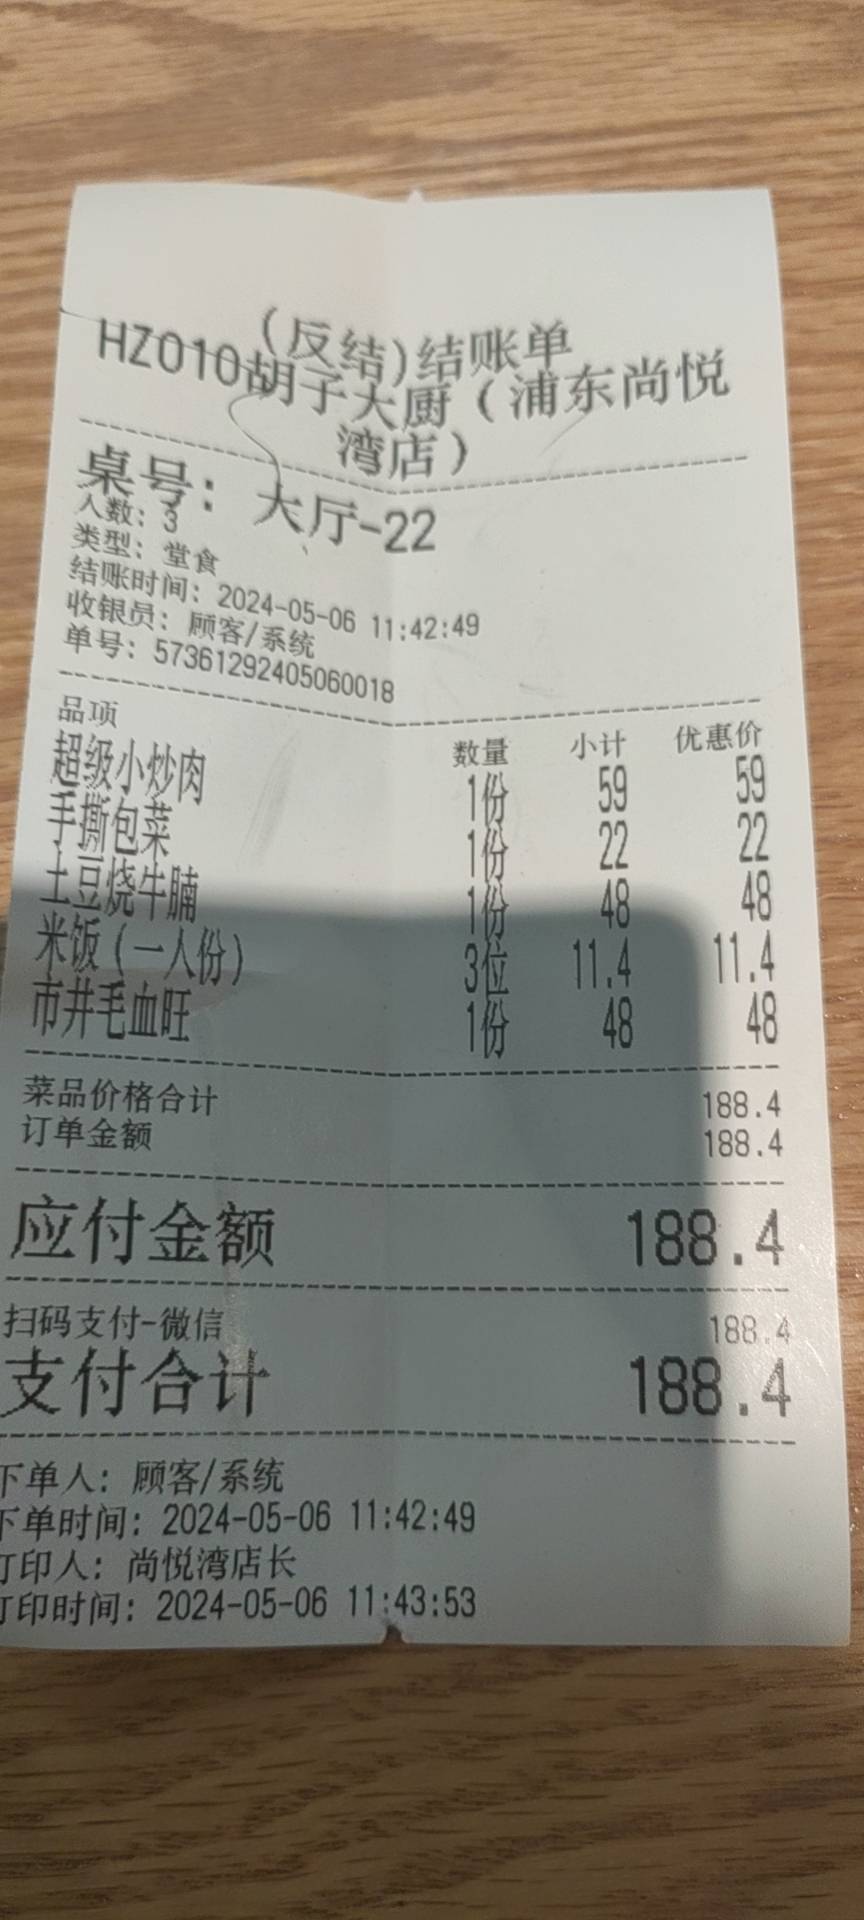 (反结)结账单
HZ010胡子大厨（浦东尚悦
湾店）
桌号：大厅-22
人数：3
类型：堂食
结账时间：2024-05-06 11:42:49
收银员：顾客/系统
单号：57361292405060018
品项 数量 小计 优惠价
超级小炒肉 1份 59 59
手撕包菜 1份 22 22
土豆烧牛腩 1份 48 48
米饭(一人份) 3位 11.4 11.4
市井毛血旺 1份 48 48
菜品价格合计 188.4
订单金额 188.4
应付金额 188.4
扫码支付-微信 188.4
支付合计 188.4
下单人：顾客/系统
下单时间：2024-05-06 11:42:49
打印人：尚悦湾店长
打印时间：2024-05-06 11:43:53